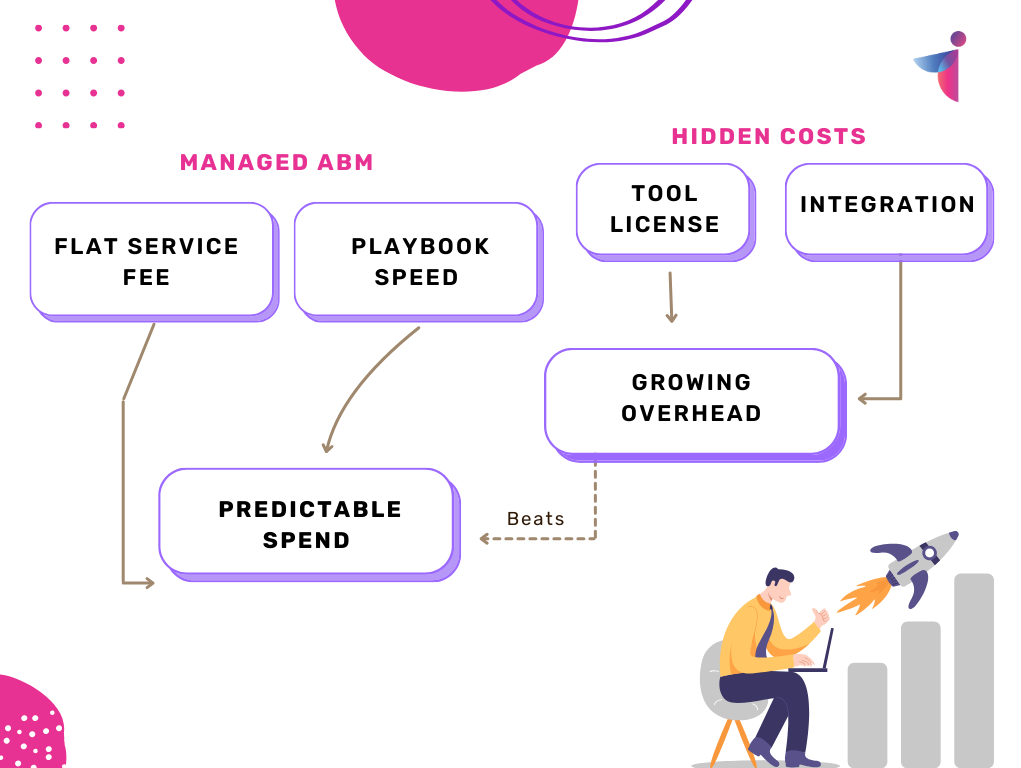 MANAGED ABM
FLAT SERVICE
FEE
PLAYBOOK
SPEED
HIDDEN COSTS
TOOL
LICENSE
INTEGRATION
GROWING
OVERHEAD
Beats
PREDICTABLE
SPEND